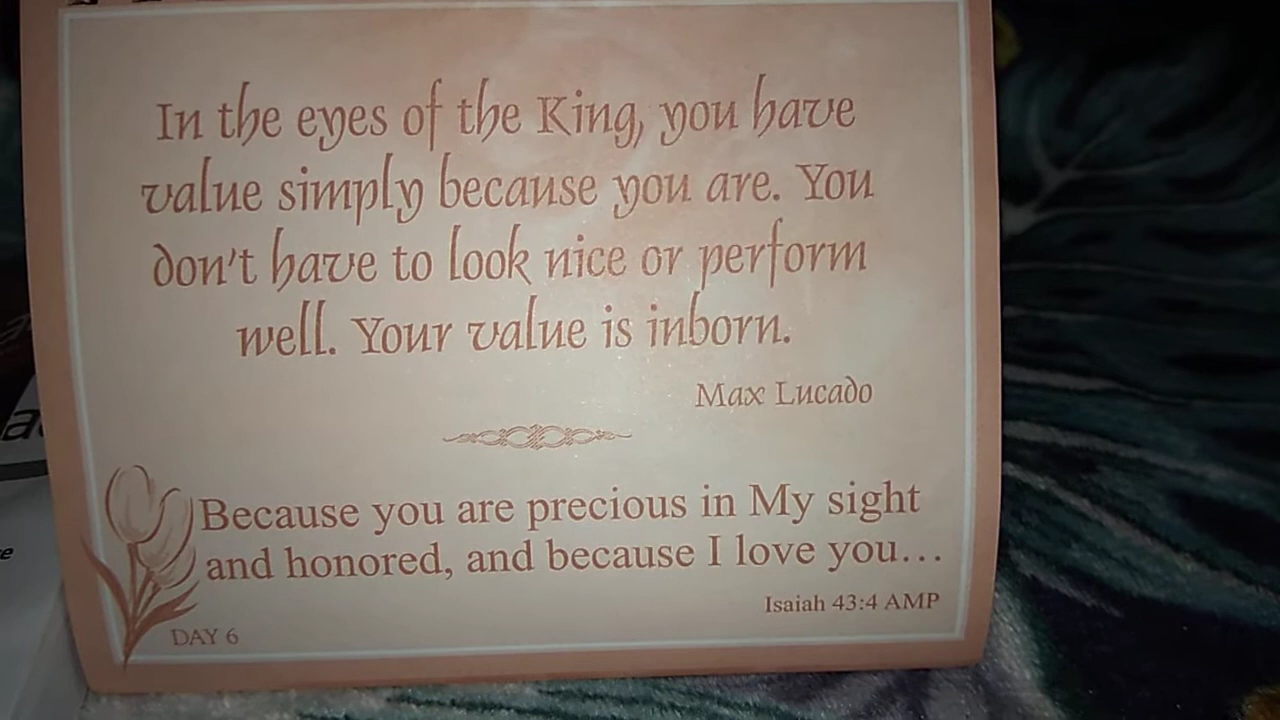 In the eyes of the King, you have
value simply because you are. You
don't have to look nice or perform
well. Your value is inborn.
Max Lucado
Because you are precious in My sight
and honored, and because I love you...
Isaiah 43:4 AMP
DAY 6